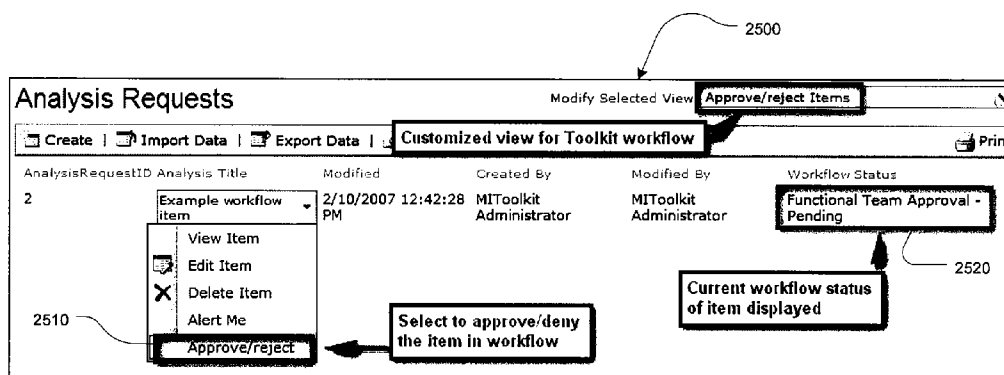 2500
Analysis Requests
Modify Selected View
Approve/reject Items
Create | Import Data | Export Data |
Customized view for Toolkit workflow
Prin
AnalysisRequestID Analysis Title Modified Created By Modified By Workflow Status
2
Example workflow
item
2/10/2007 12:42:28
PM
MIToolkit
Administrator
MIToolkit
Administrator
Functional Team Approval -
Pending
View Item
Edit Item
Delete Item
Alert Me
Approve/reject
2510
Select to approve/deny
the item in workflow
Current workflow status
of item displayed
2520